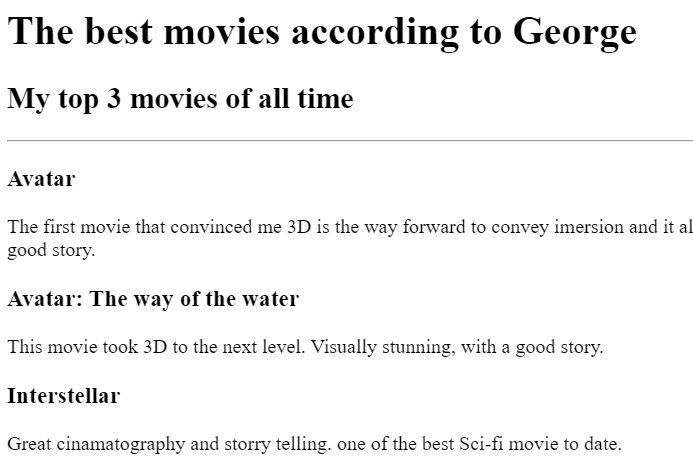 The best movies according to George
My top 3 movies of all time
Avatar
The first movie that convinced me 3D is the way forward to convey imersion and it al
good story.
Avatar: The way of the water
This movie took 3D to the next level. Visually stunning, with a good story.
Interstellar
Great cinamatography and storry telling. one of the best Sci-fi movie to date.